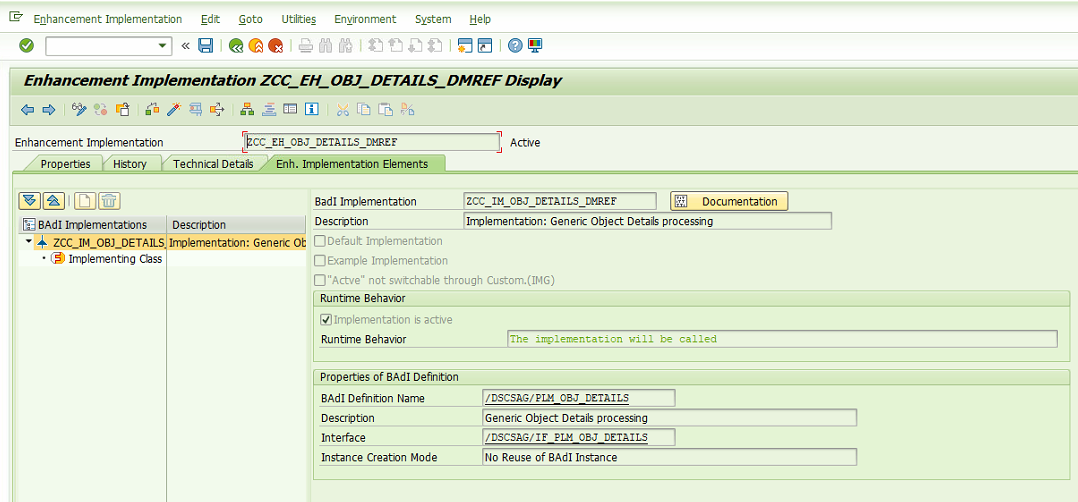 Enhancement Implementation Edit Goto Utilities Environment System Help
Enhancement Implementation ZCC_EH_OBJ_DETAILS_DMREF Display
Enhancement Implementation ZCC_EH_OBJ_DETAILS_DMREF Active
Properties History Technical Details Enh. Implementation Elements
BadI Implementation ZCC_IM_OBJ_DETAILS_DMREF Documentation
Description Implementation: Generic Object Details processing
BAdI Implementations Description
ZCC_IM_OBJ_DETAILS_ Implementation: Generic Ob
Implementing Class
Default Implementation
Example Implementation
"Actve" not switchable through Custom.(IMG)
Runtime Behavior
Implementation is active
Runtime Behavior The implementation will be called
Properties of BAdI Definition
BAdI Definition Name /DSCSAG/PLM_OBJ_DETAILS
Description Generic Object Details processing
Interface /DSCSAG/IF_PLM_OBJ_DETAILS
Instance Creation Mode No Reuse of BAdI Instance